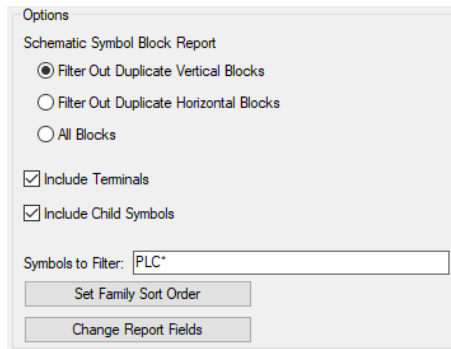 Options
Schematic Symbol Block Report
Filter Out Duplicate Vertical Blocks
Filter Out Duplicate Horizontal Blocks
All Blocks
Include Terminals
Include Child Symbols
Symbols to Filter: PLC*
Set Family Sort Order
Change Report Fields